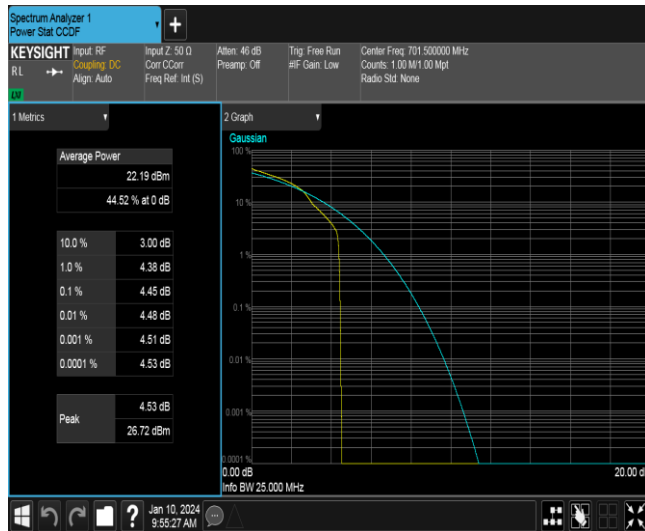 Spectrum Analyzer 1
Power Stat CCDF
+
KEYSIGHT
RL
LXI
Input: RF
Coupling: DC
Align: Auto
Input Z: 50 Ω
Corr CCorr
Freq Ref: Int (S)
Atten: 46 dB
Preamp: Off
Trig: Free Run
#IF Gain: Low
Center Freq: 701.500000 MHz
Counts: 1.00 M/1.00 Mpt
Radio Std: None
1 Metrics
Average Power
22.19 dBm
44.52 % at 0 dB
10.0 % 3.00 dB
1.0 % 4.38 dB
0.1 % 4.45 dB
0.01 % 4.48 dB
0.001 % 4.51 dB
0.0001 % 4.53 dB
Peak
4.53 dB
26.72 dBm
2 Graph
Gaussian
100 %
10 %
1 %
0.1 %
0.01 %
0.001 %
0.0001 %
0.00 dB
20.00 d
Info BW 25.000 MHz
?
Jan 10, 2024
9:55:27 AM